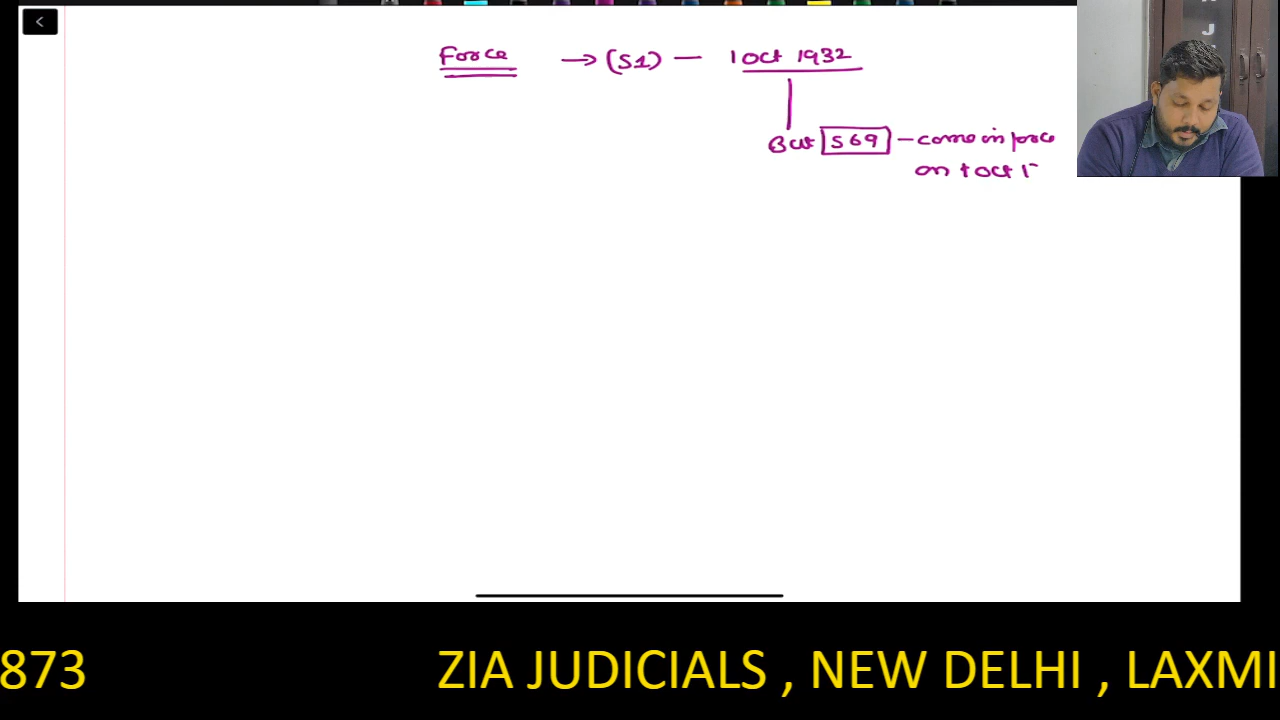 Force → (S1) — 1 oct 1932
But S 69 — come in force
on 1 oct 1
873 ZIA JUDICIALS , NEW DELHI , LAXMI